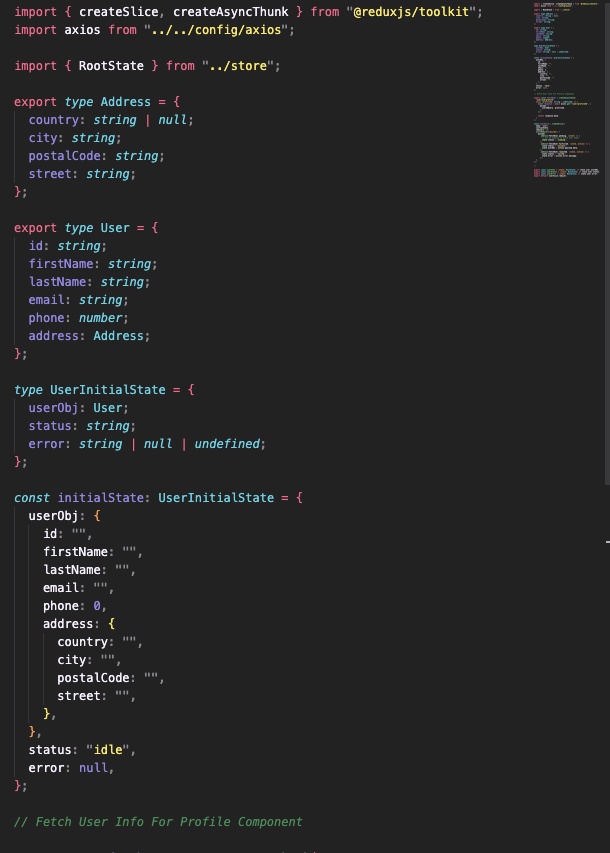 import { createSlice, createAsyncThunk } from "@reduxjs/toolkit";
import axios from "../../config/axios";

import { RootState } from "../store";

export type Address = {
  country: string | null;
  city: string;
  postalCode: string;
  street: string;
};

export type User = {
  id: string;
  firstName: string;
  lastName: string;
  email: string;
  phone: number;
  address: Address;
};

type UserInitialState = {
  userObj: User;
  status: string;
  error: string | null | undefined;
};

const initialState: UserInitialState = {
  userObj: {
    id: "",
    firstName: "",
    lastName: "",
    email: "",
    phone: 0,
    address: {
      country: "",
      city: "",
      postalCode: "",
      street: "",
    },
  },
  status: "idle",
  error: null,
};

// Fetch User Info For Profile Component